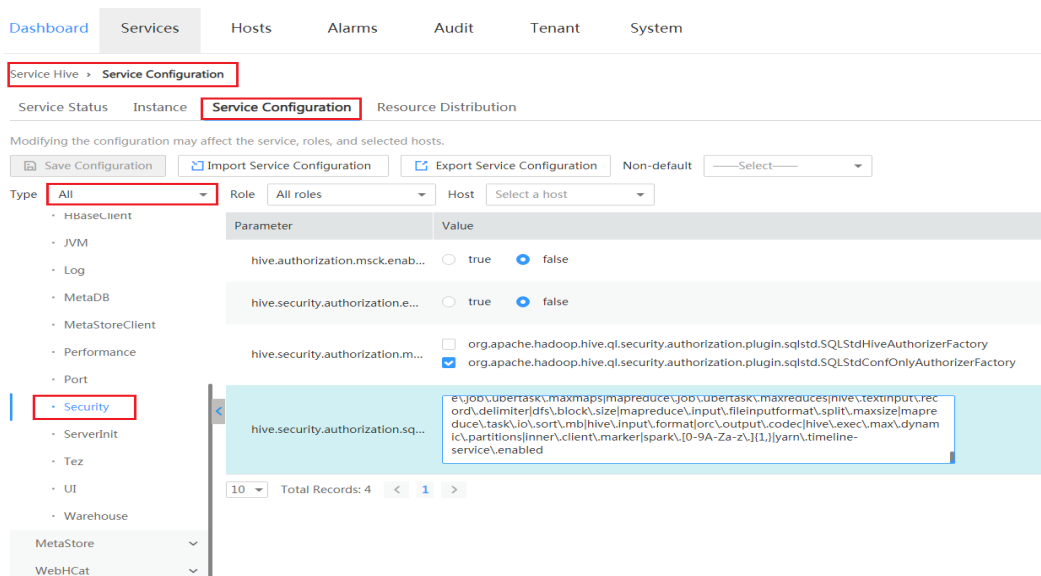 Dashboard Services Hosts Alarms Audit Tenant System
Service Hive > Service Configuration
Service Status Instance Service Configuration Resource Distribution
Modifying the configuration may affect the service, roles, and selected hosts.
Save Configuration Import Service Configuration Export Service Configuration Non-default ——Select——
Type All Role All roles Host Select a host
HBaseClient
JVM
Log
MetaDB
MetaStoreClient
Performance
Port
Security
ServerInit
Tez
UI
Warehouse
MetaStore
WebHCat
Parameter Value
hive.authorization.msck.enab... true false
hive.security.authorization.e... true false
hive.security.authorization.m... org.apache.hadoop.hive.ql.security.authorization.plugin.sqlstd.SQLStdHiveAuthorizerFactory
org.apache.hadoop.hive.ql.security.authorization.plugin.sqlstd.SQLStdConfOnlyAuthorizerFactory
hive.security.authorization.sq...
e\.job\.ubertask\.maxmaps|mapreduce\.job\.ubertask\.maxreduces|hive\.textinput\.rec
ord\.delimiter|dfs\.block\.size|mapreduce\.input\.fileinputformat\.split\.maxsize|mapre
duce\.task\.io\.sort\.mb|hive\.input\.format|orc\.output\.codec|hive\.exec\.max\.dynam
ic\.partitions|inner\.client\.marker|spark\.[0-9A-Za-z\.]{1,}|yarn\.timeline-
service\.enabled
10 Total Records: 4 < 1 >